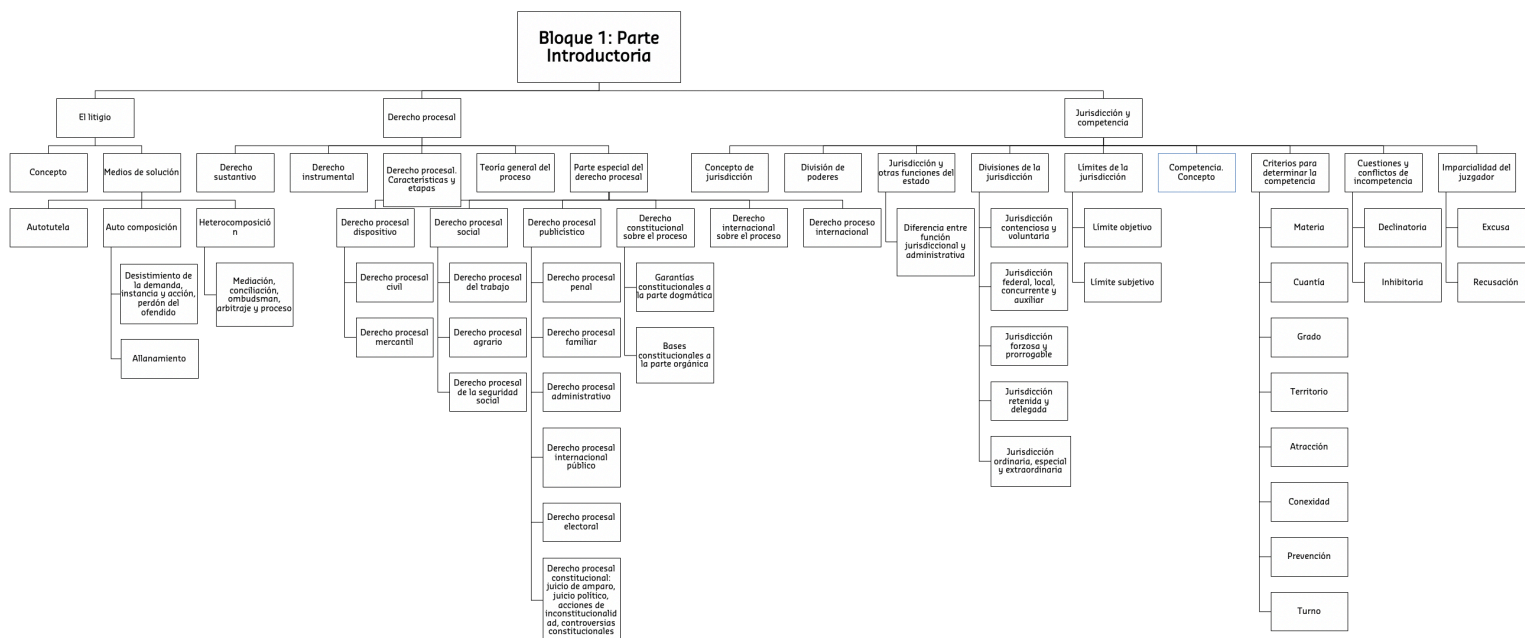 Bloque 1: Parte
Introductoria
El litigio
Derecho procesal
Jurisdicción y
competencia
Concepto
Medios de solución
Derecho
sustantivo
Derecho
instrumental
Derecho procesal.
Características y
etapas
Teoría general del
proceso
Parte especial del
derecho procesal
Concepto de
jurisdicción
División de
poderes
Jurisdicción y
otras funciones del
estado
Divisiones de la
jurisdicción
Límites de la
jurisdicción
Competencia.
Concepto
Criterios para
determinar la
competencia
Cuestiones y
conflictos de
incompetencia
Imparcialidad del
juzgador
Autotutela
Auto composición
Heterocomposició
n
Derecho procesal
dispositivo
Derecho procesal
social
Derecho procesal
publicístico
Derecho
constitucional
sobre el proceso
Derecho
internacional
sobre el proceso
Derecho proceso
internacional
Diferencia entre
función
jurisdiccional y
administrativa
Jurisdicción
contenciosa y
voluntaria
Límite objetivo
Materia
Declinatoria
Excusa
Desistimiento de
la demanda,
instancia y acción,
perdón del
ofendido
Mediación,
conciliación,
ombudsman,
arbitraje y proceso
Derecho procesal
civil
Derecho procesal
del trabajo
Derecho procesal
penal
Garantías
constitucionales a
la parte dogmática
Jurisdicción
federal, local,
concurrente y
auxiliar
Límite subjetivo
Cuantía
Inhibitoria
Recusación
Allanamiento
Derecho procesal
mercantil
Derecho procesal
agrario
Derecho procesal
familiar
Bases
constitucionales a
la parte orgánica
Jurisdicción
forzosa y
prorrogable
Grado
Derecho procesal
de la seguridad
social
Derecho procesal
administrativo
Jurisdicción
retenida y
delegada
Territorio
Derecho procesal
internacional
público
Jurisdicción
ordinaria, especial
y extraordinaria
Atracción
Derecho procesal
electoral
Conexidad
Derecho procesal
constitucional:
juicio de amparo,
juicio político,
acciones de
inconstitucionalid
ad, controversias
constitucionales
Prevención
Turno